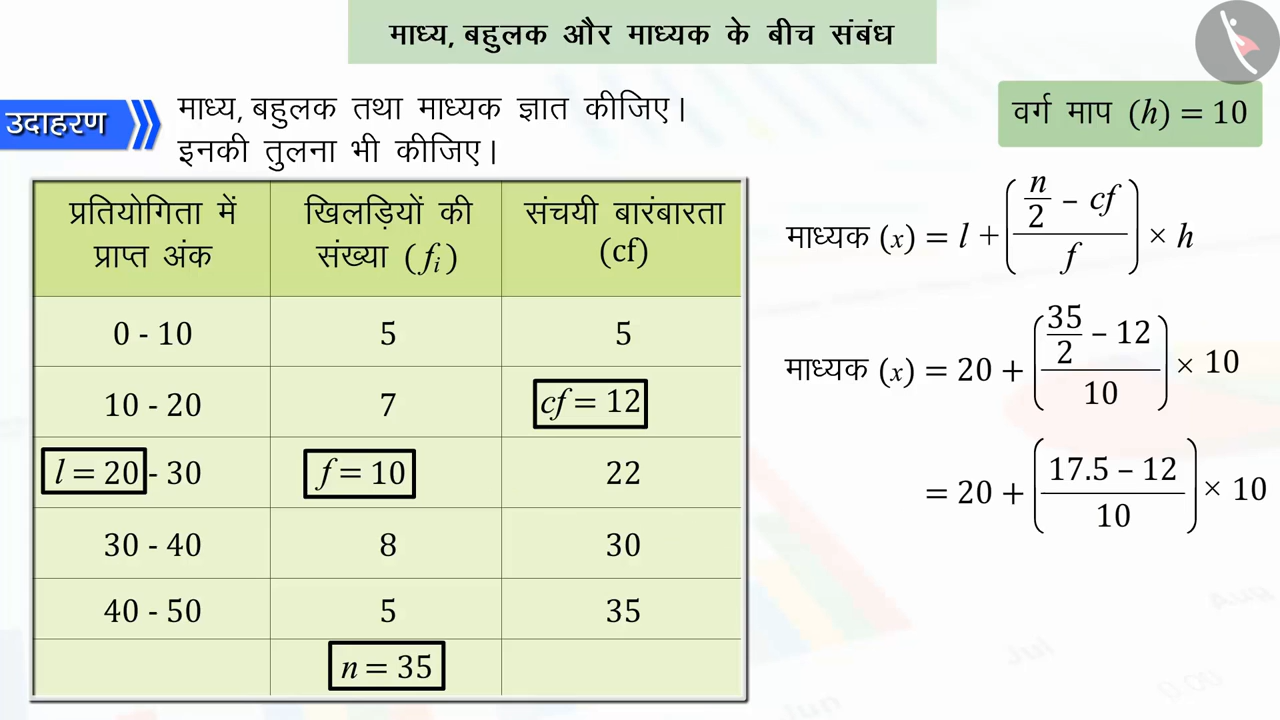 माध्य, बहुलक और माध्यक के बीच संबंध
उदाहरण
माध्य, बहुलक तथा माध्यक ज्ञात कीजिए।
इनकी तुलना भी कीजिए।
वर्ग माप (h) = 10
प्रतियोगिता में प्राप्त अंक | खिलड़ियों की संख्या (fᵢ) | संचयी बारंबारता (cf)
0 - 10 | 5 | 5
10 - 20 | 7 | cf = 12
l = 20 - 30 | f = 10 | 22
30 - 40 | 8 | 30
40 - 50 | 5 | 35
n = 35
माध्यक (x) = l + ((n/2 – cf)/f) × h
माध्यक (x) = 20 + ((35/2 – 12)/10) × 10
= 20 + ((17.5 – 12)/10) × 10